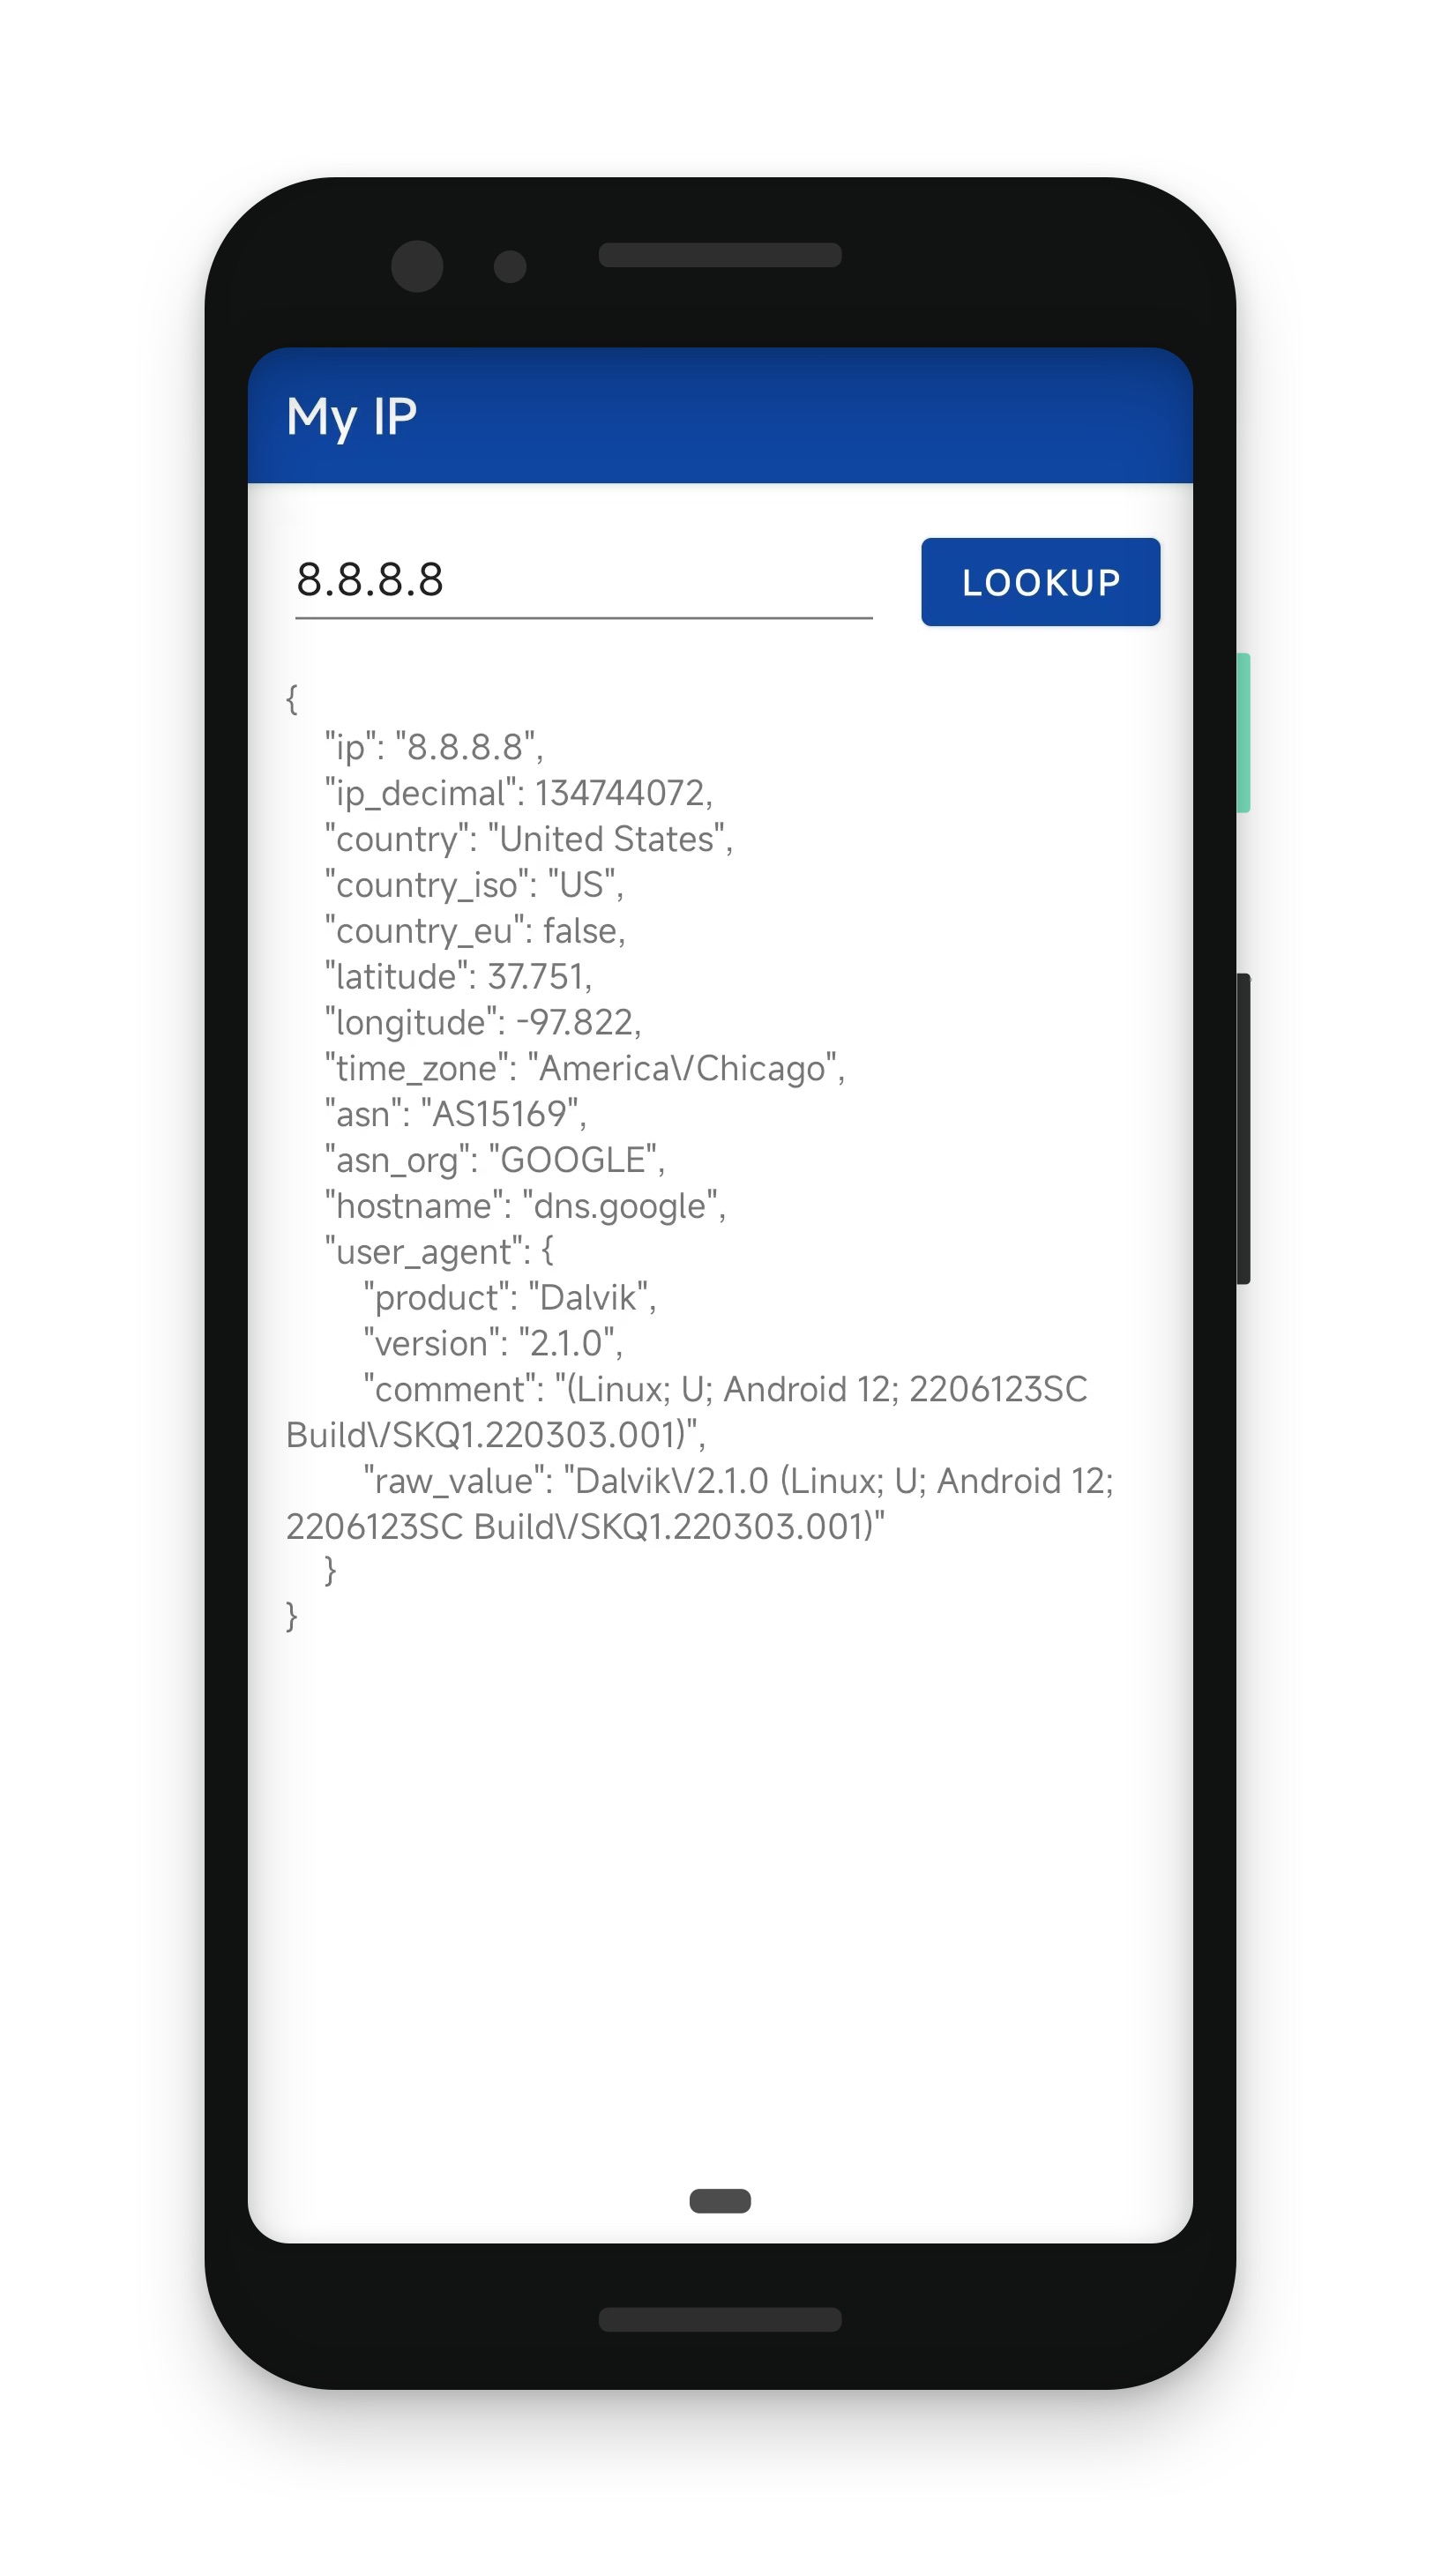 My IP
8.8.8.8
LOOKUP
{
"ip": "8.8.8.8",
"ip_decimal": 134744072,
"country": "United States",
"country_iso": "US",
"country_eu": false,
"latitude": 37.751,
"longitude": -97.822,
"time_zone": "America\/Chicago",
"asn": "AS15169",
"asn_org": "GOOGLE",
"hostname": "dns.google",
"user_agent": {
"product": "Dalvik",
"version": "2.1.0",
"comment": "(Linux; U; Android 12; 2206123SC
Build\/SKQ1.220303.001)",
"raw_value": "Dalvik\/2.1.0 (Linux; U; Android 12;
2206123SC Build\/SKQ1.220303.001)"
}
}